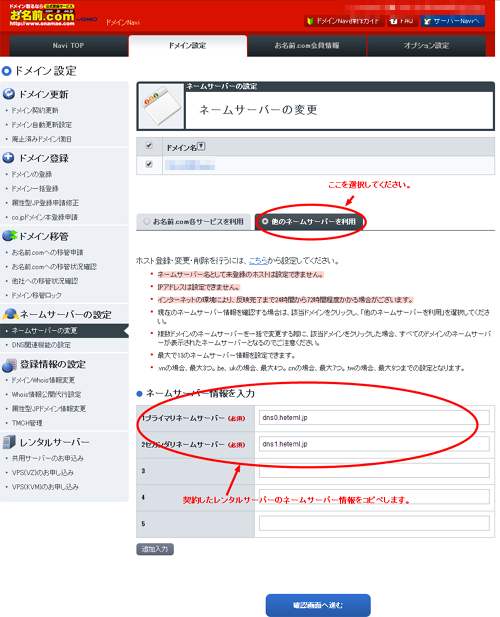 ドメイン取るなら 公式通販サービス
お名前.com by GMO
http://www.onamae.com
ドメインNavi
ドメインNavi操作ガイド
FAQ
サーバーNaviへ
Navi TOP
ドメイン設定
お名前.com会員情報
オプション設定
ドメイン 設定
ドメイン更新
ドメイン契約更新
ドメイン自動更新設定
廃止済みドメイン復旧
ドメイン登録
ドメインの登録
ドメイン一括登録
属性型JP登録申請修正
co.jpドメイン本登録申請
ドメイン移管
お名前.comへの移管申請
お名前.comへの移管状況確認
他社への移管状況確認
ドメイン移管ロック
ネームサーバーの設定
ネームサーバーの変更
DNS関連機能の設定
登録情報の設定
ドメインWhois情報変更
Whois情報公開代行設定
属性型JPドメイン情報変更
TMCH管理
レンタルサーバー
共用サーバーのお申込み
VPS(VZ)のお申し込み
VPS(KVM)のお申し込み
ネームサーバーの設定
ネームサーバーの変更
ドメイン名▼
ここを選択してください。
お名前.com各サービスを利用
他のネームサーバーを利用
ホスト登録・変更・削除を行うには、こちらから設定してください。
ネームサーバー名として未登録のホストは設定できません。
IPアドレスは設定できません。
インターネットの環境により、反映完了まで24時間から72時間程度かかる場合がございます。
現在のネームサーバー情報を確認する場合は、該当ドメインをクリックし、「他のネームサーバーを利用」を選択してください。
複数ドメインのネームサーバーを一括で変更する際に、該当ドメインをクリックした場合、すべてのドメインのネームサーバーが表示されたネームサーバーとなるのでご注意ください。
最大で13のネームサーバー情報を設定できます。
.vnの場合、最大3つ。be、.ukの場合、最大4つ。cnの場合、最大7つ。twの場合、最大9つまでの設定となります。
ネームサーバー情報を入力
1プライマリネームサーバー (必須)
dns0.heteml.jp
2セカンダリネームサーバー (必須)
dns1.heteml.jp
3
契約したレンタルサーバーのネームサーバー情報をコピペします。
4
5
追加入力
確認画面へ進む